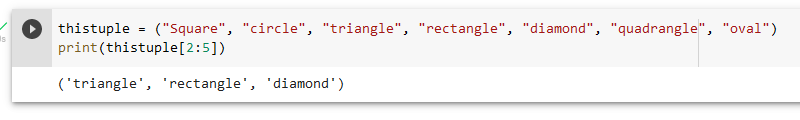 thistuple = ("Square", "circle", "triangle", "rectangle", "diamond", "quadrangle", "oval")
print(thistuple[2:5])
('triangle', 'rectangle', 'diamond')